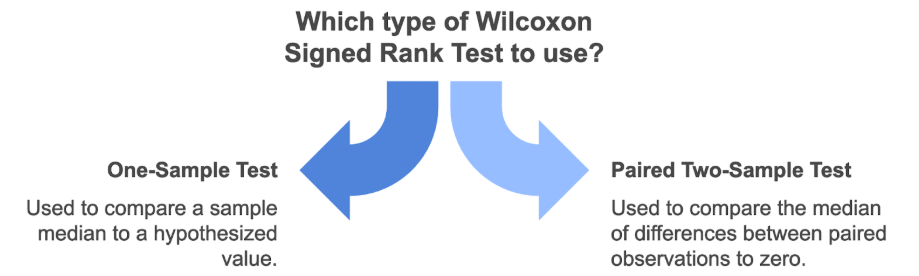 Which type of Wilcoxon
Signed Rank Test to use?
One-Sample Test
Used to compare a sample
median to a hypothesized
value.
Paired Two-Sample Test
Used to compare the median
of differences between paired
observations to zero.